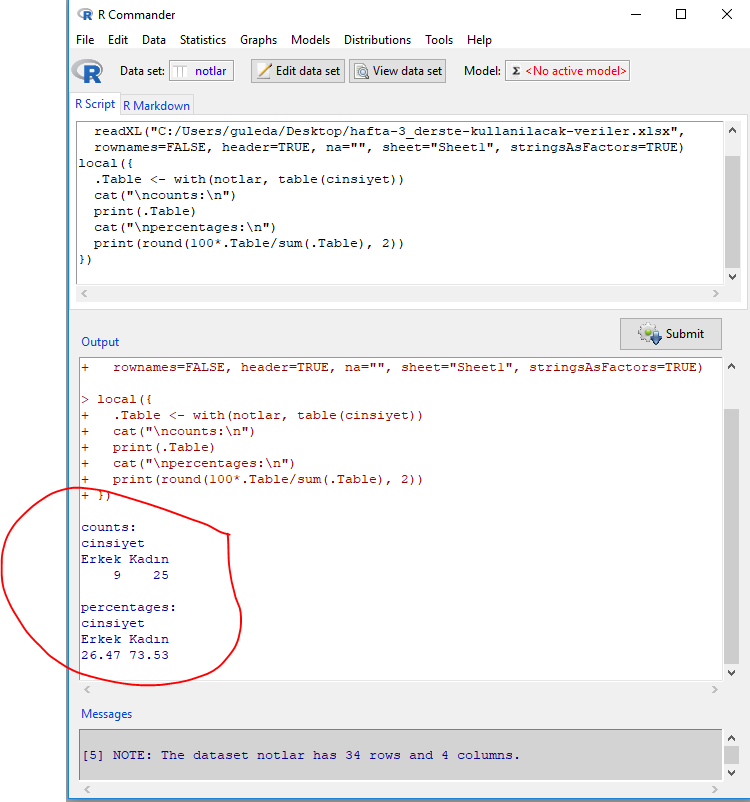 R Commander
File Edit Data Statistics Graphs Models Distributions Tools Help
R Data set: notlar Edit data set View data set Model: Σ <No active model>
R Script R Markdown
readXL("C:/Users/guleda/Desktop/hafta-3_derste-kullanilacak-veriler.xlsx",
rownames=FALSE, header=TRUE, na="", sheet="Sheet1", stringsAsFactors=TRUE)
local({
.Table <- with(notlar, table(cinsiyet))
cat("\ncounts:\n")
print(.Table)
cat("\npercentages:\n")
print(round(100*.Table/sum(.Table), 2))
})
Submit
Output
+ rownames=FALSE, header=TRUE, na="", sheet="Sheet1", stringsAsFactors=TRUE)
> local({
+ .Table <- with(notlar, table(cinsiyet))
+ cat("\ncounts:\n")
+ print(.Table)
+ cat("\npercentages:\n")
+ print(round(100*.Table/sum(.Table), 2))
+ })
counts:
cinsiyet
Erkek Kadın
9 25
percentages:
cinsiyet
Erkek Kadın
26.47 73.53
Messages
[5] NOTE: The dataset notlar has 34 rows and 4 columns.